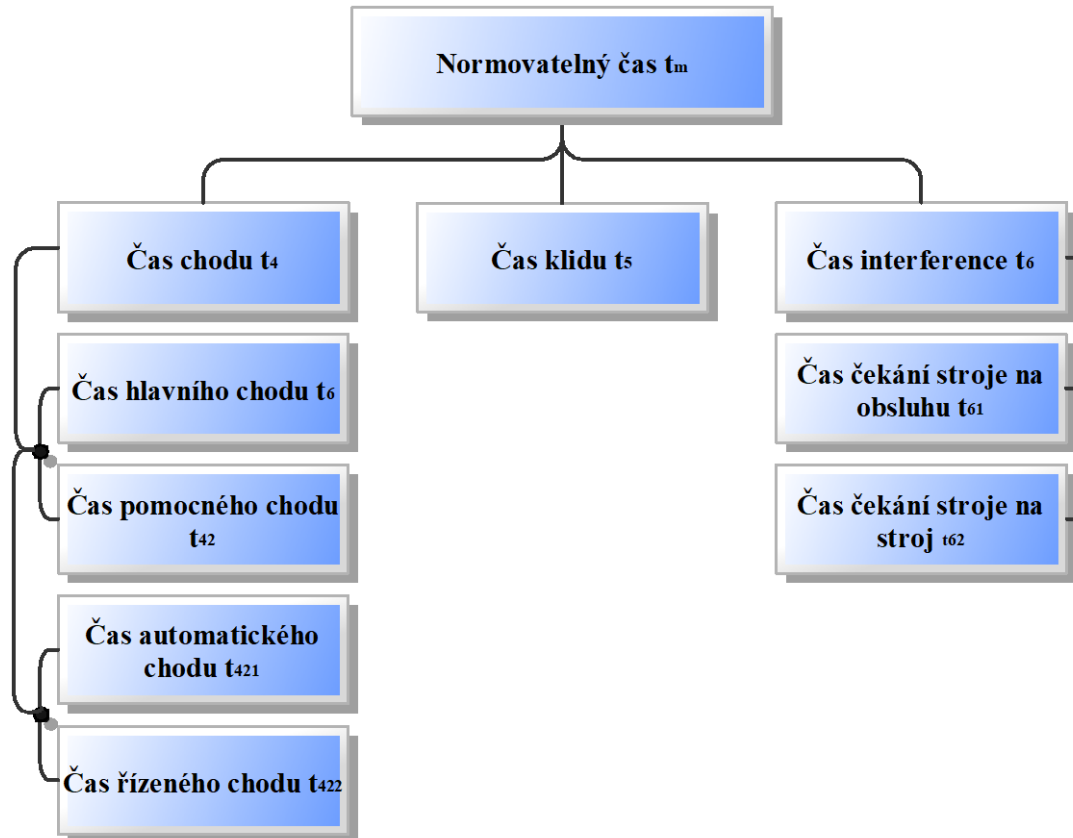 Normovatelný čas tm
Čas chodu t4
Čas klidu t5
Čas interference t6
Čas hlavního chodu t6
Čas čekání stroje na
obsluhu t61
Čas pomocného chodu
t42
Čas čekání stroje na
stroj t62
Čas automatického
chodu t421
Čas řízeného chodu t422